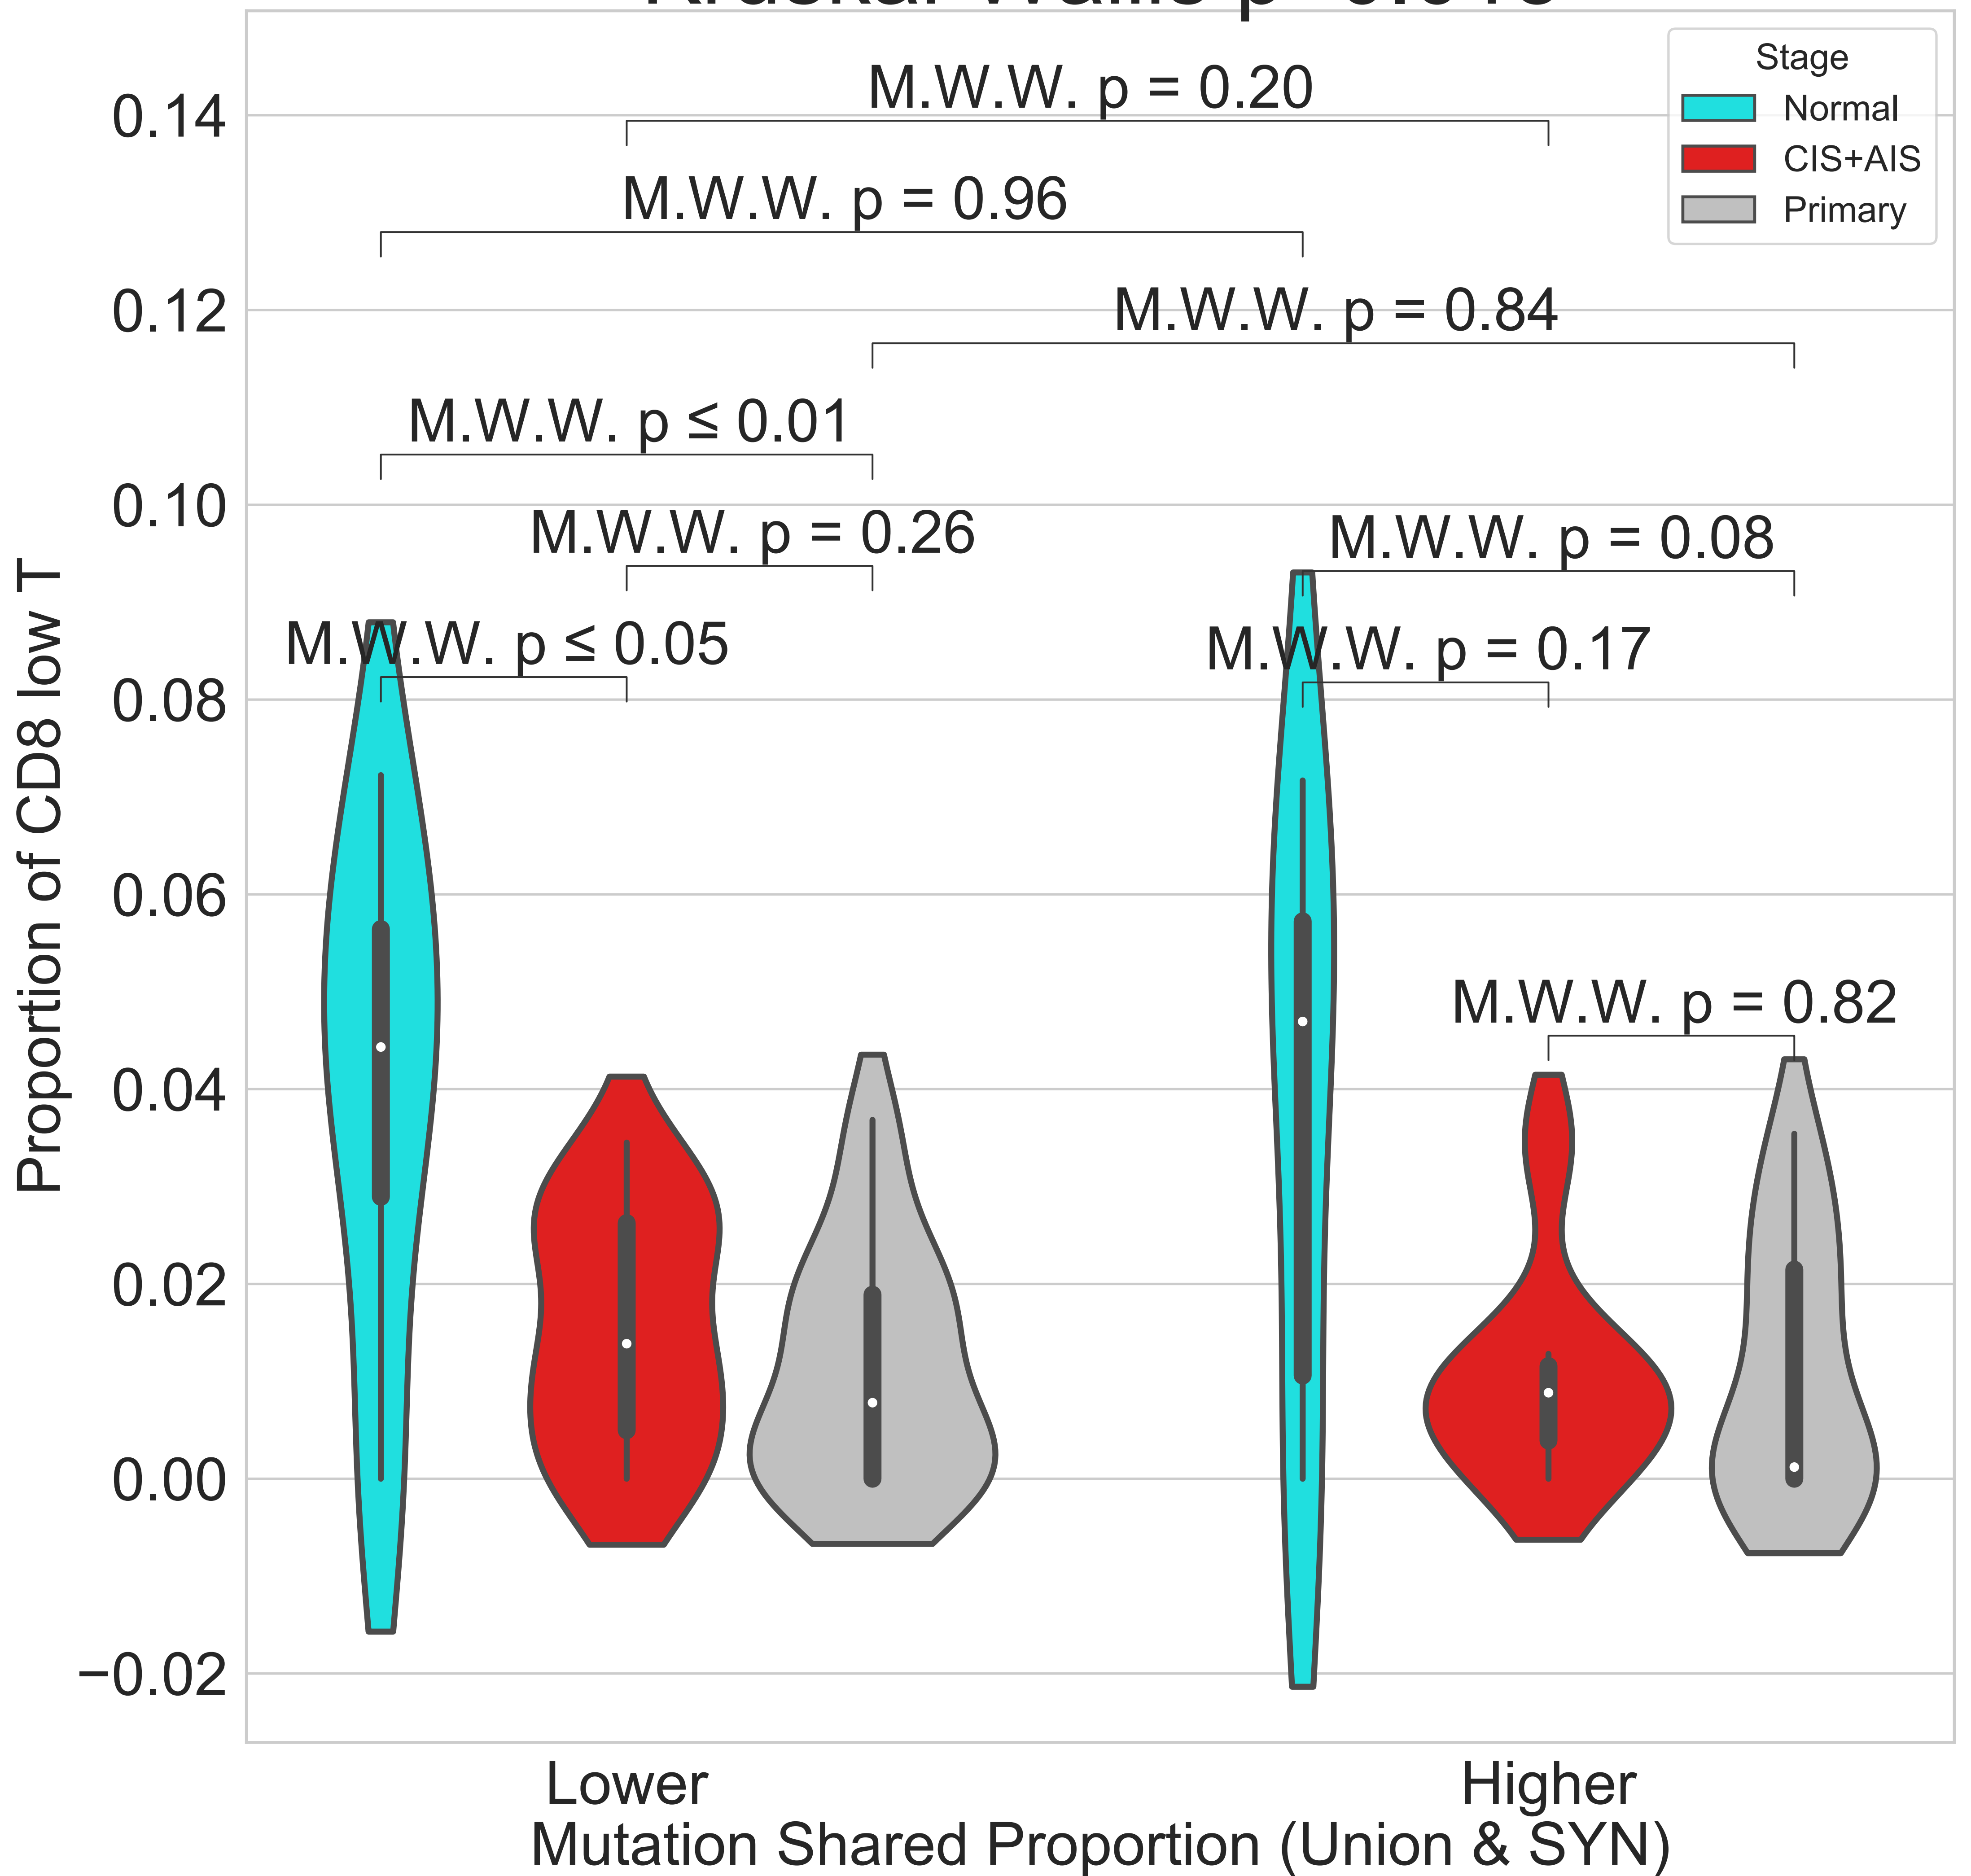 M.W.W. p = 0.20
Stage
Normal
CIS+AIS
Primary
M.W.W. p = 0.96
M.W.W. p = 0.84
M.W.W. p ≤ 0.01
M.W.W. p = 0.26
M.W.W. p = 0.08
M.W.W. p ≤ 0.05
M.W.W. p = 0.17
M.W.W. p = 0.82
0.14
0.12
0.10
0.08
0.06
0.04
0.02
0.00
−0.02
Proportion of CD8 low T
Lower
Higher
Mutation Shared Proportion (Union & SYN)